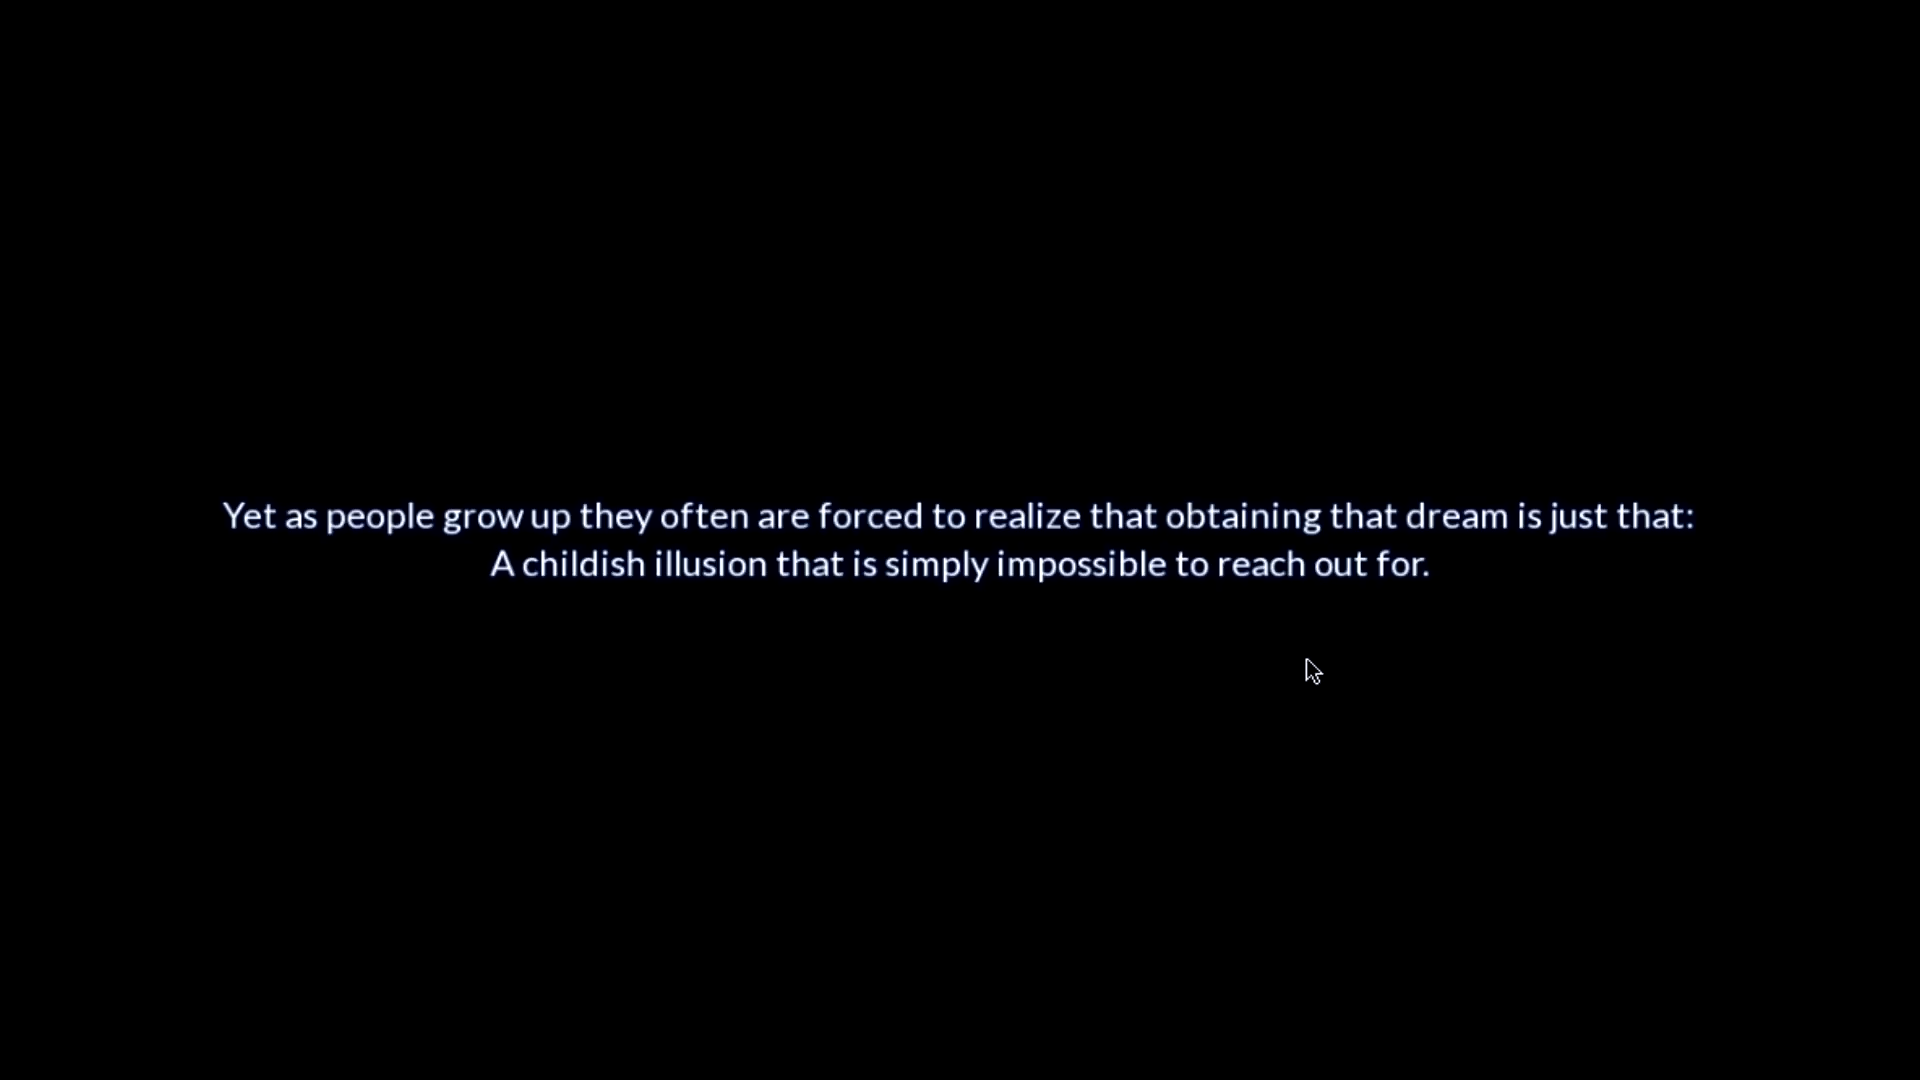 Yet as people grow up they often are forced to realize that obtaining that dream is just that:
A childish illusion that is simply impossible to reach out for.